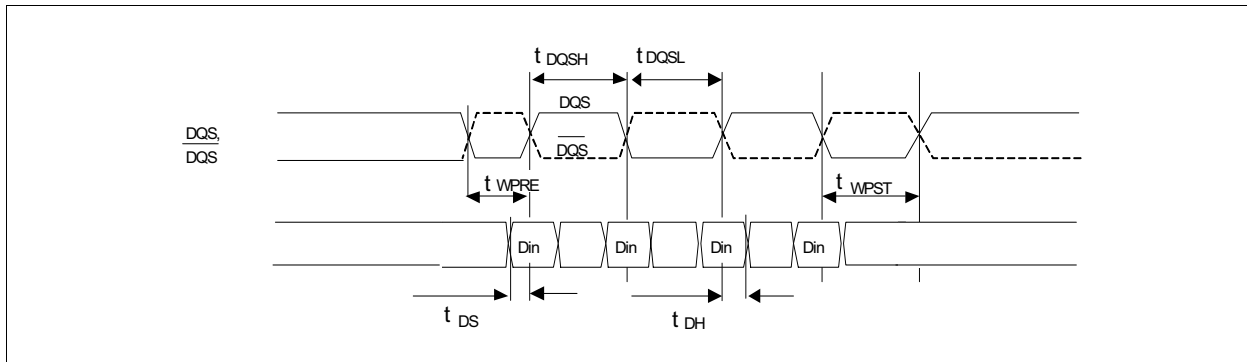 t DQSH t DQSL
DQS
DQS,
DQS
DQS
t WPRE t WPST
Din Din Din Din
t DS t DH